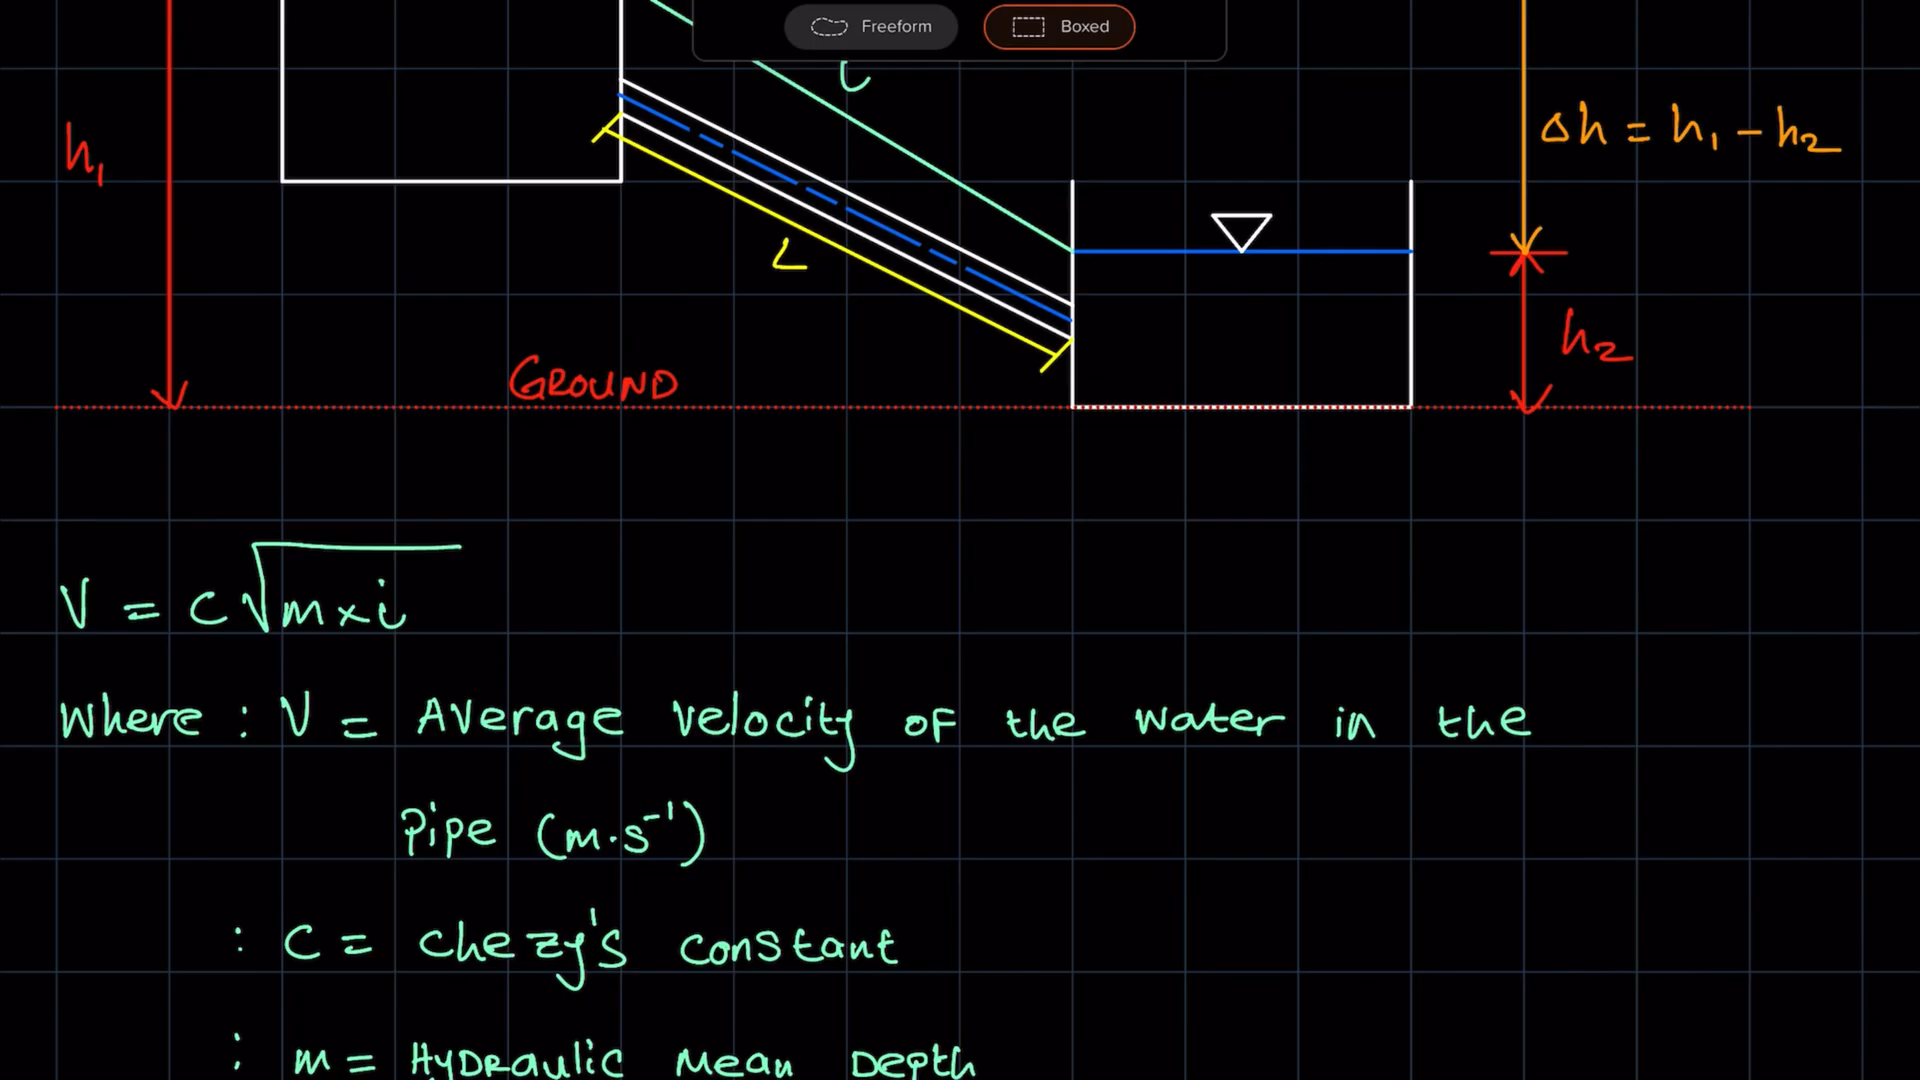 Freeform Boxed
i
Δh = h₁ - h₂
h₁
L
h₂
GROUND
V = c√m×i
Where : V = Average velocity of the water in the
Pipe (m·s⁻¹)
: C = chezy's constant
: m = HYDRaulic Mean Depth